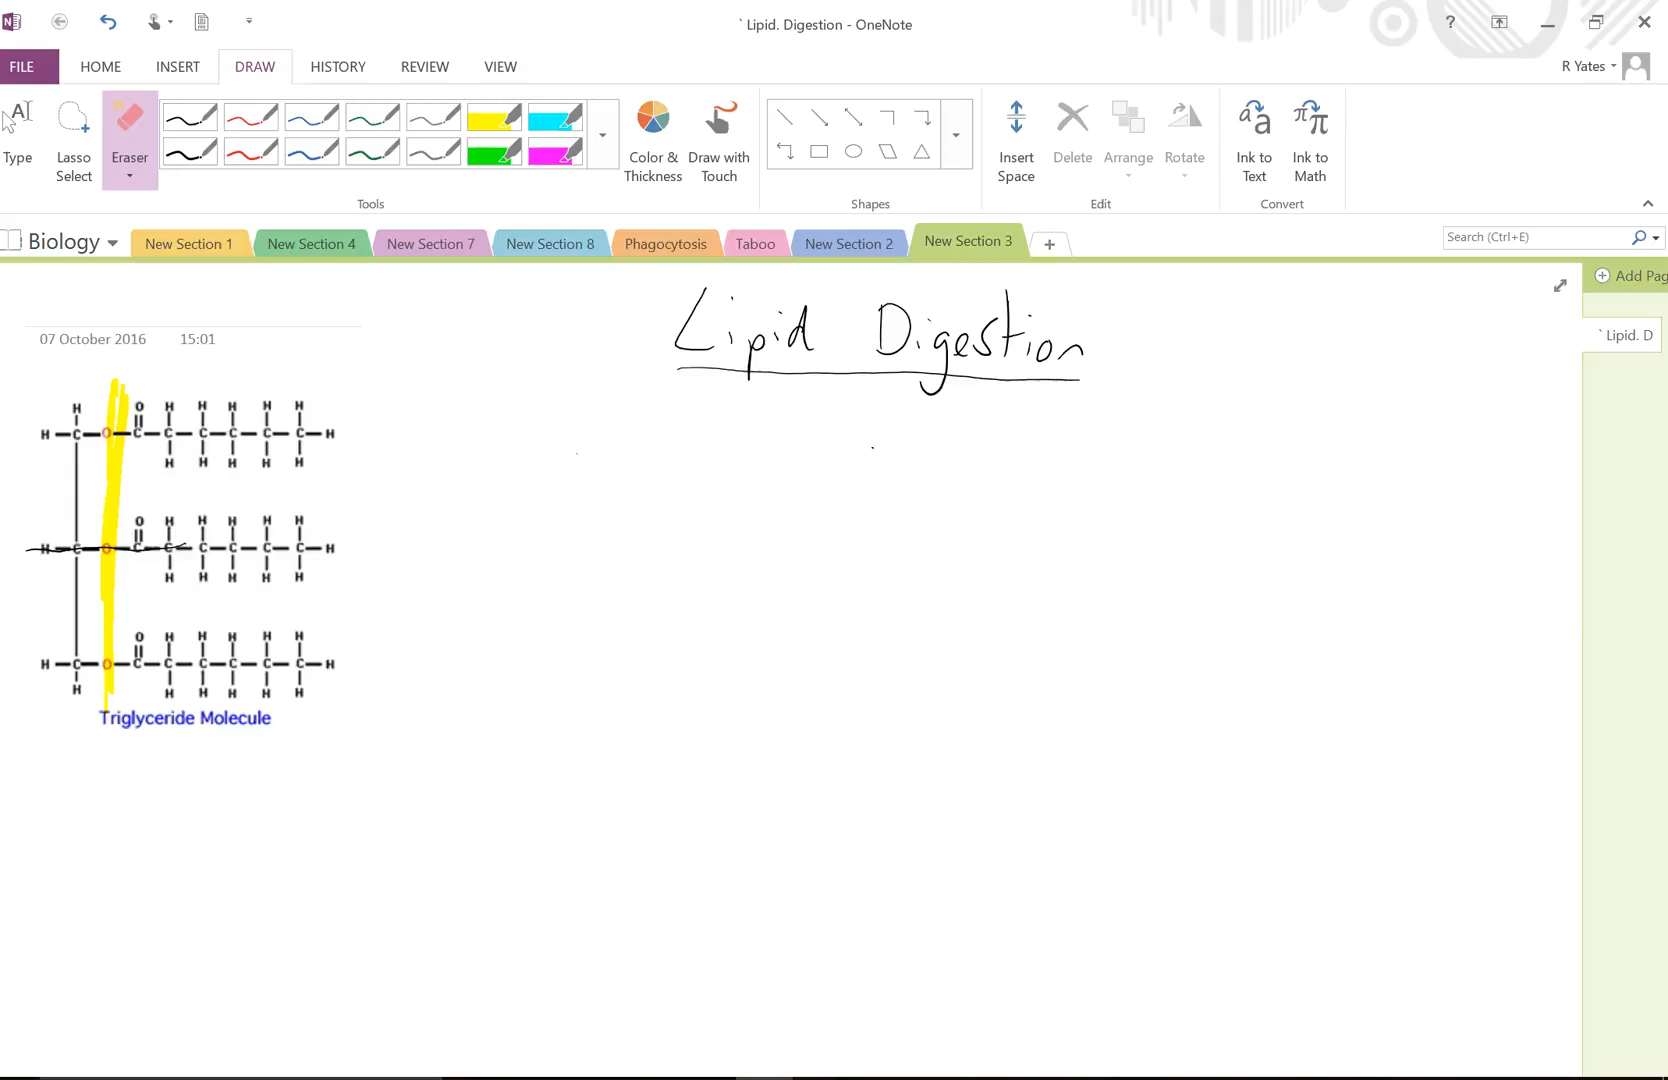 ` Lipid. Digestion - OneNote
?
FILE HOME INSERT DRAW HISTORY REVIEW VIEW
R Yates
Type
Lasso Select
Eraser
Color & Thickness
Draw with Touch
Insert Space
Delete
Arrange
Rotate
Ink to Text
Ink to Math
Tools Shapes Edit Convert
Biology New Section 1 New Section 4 New Section 7 New Section 8 Phagocytosis Taboo New Section 2 New Section 3 +
Search (Ctrl+E)
Add Pag
` Lipid. D
Lipid Digestion
07 October 2016 15:01
H O H H H H H
H C O C C C C C C H
H H H H H
O H H H H H
H C O C C C C C C H
H H H H H
O H H H H H
H C O C C C C C C H
H H H H H H
Triglyceride Molecule